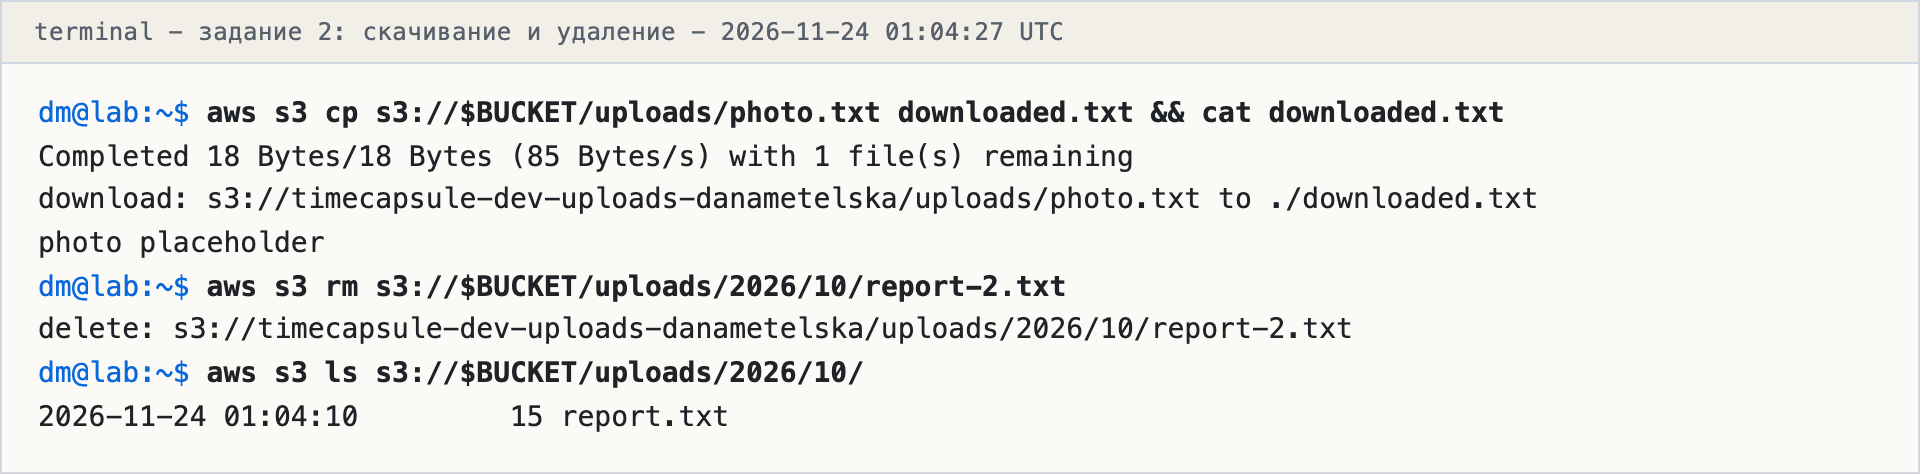 terminal — задание 2: скачивание и удаление — 2026-11-24 01:04:27 UTC
dm@lab:~$ aws s3 cp s3://$BUCKET/uploads/photo.txt downloaded.txt && cat downloaded.txt
Completed 18 Bytes/18 Bytes (85 Bytes/s) with 1 file(s) remaining
download: s3://timecapsule-dev-uploads-danametelska/uploads/photo.txt to ./downloaded.txt
photo placeholder
dm@lab:~$ aws s3 rm s3://$BUCKET/uploads/2026/10/report-2.txt
delete: s3://timecapsule-dev-uploads-danametelska/uploads/2026/10/report-2.txt
dm@lab:~$ aws s3 ls s3://$BUCKET/uploads/2026/10/
2026-11-24 01:04:10         15 report.txt